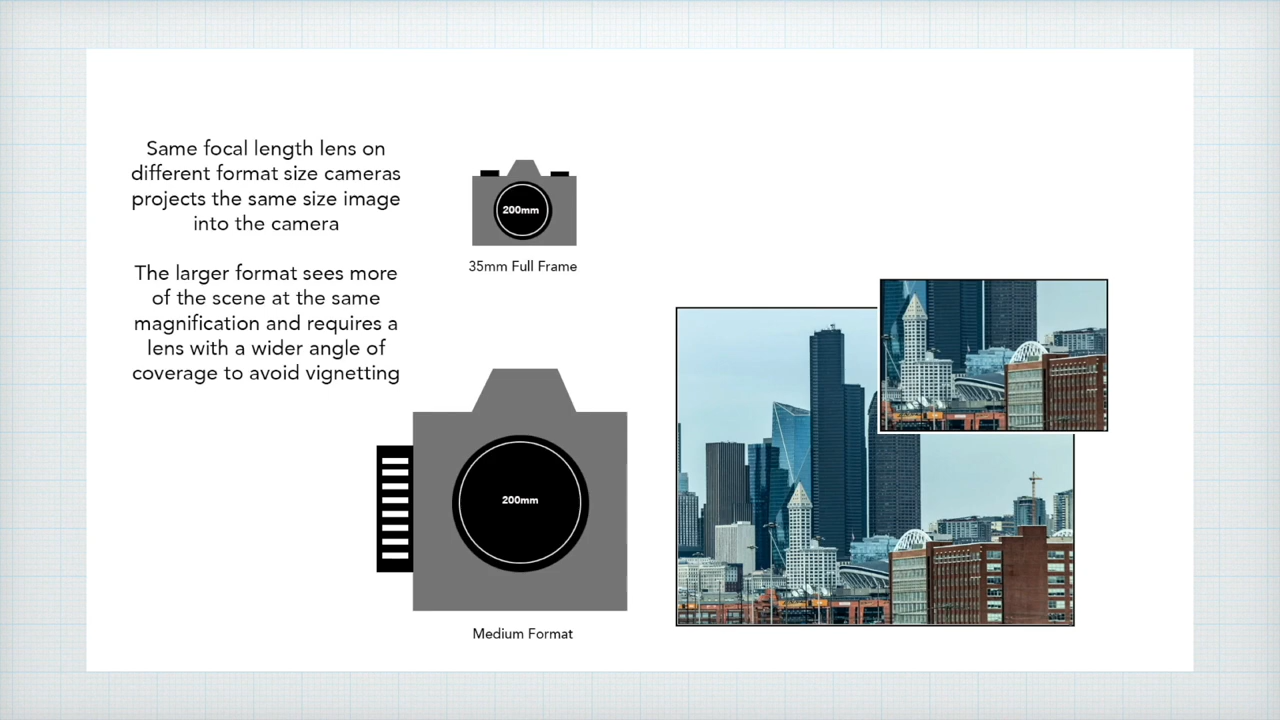 Same focal length lens on
different format size cameras
projects the same size image
into the camera
The larger format sees more
of the scene at the same
magnification and requires a
lens with a wider angle of
coverage to avoid vignetting
200mm
35mm Full Frame
200mm
Medium Format